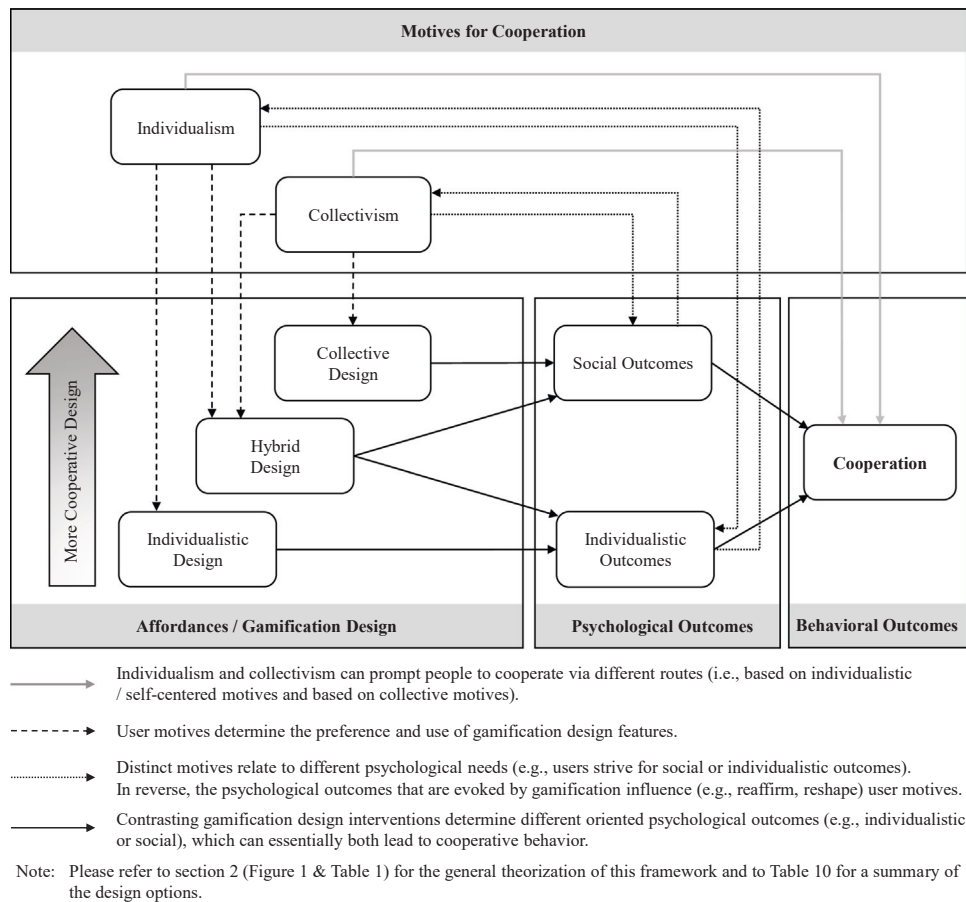 Motives for Cooperation
Individualism
Collectivism
More Cooperative Design
Collective
Design
Social Outcomes
Hybrid
Design
Cooperation
Individualistic
Design
Individualistic
Outcomes
Affordances / Gamification Design
Psychological Outcomes
Behavioral Outcomes
Individualism and collectivism can prompt people to cooperate via different routes (i.e., based on individualistic
/ self-centered motives and based on collective motives).
User motives determine the preference and use of gamification design features.
Distinct motives relate to different psychological needs (e.g., users strive for social or individualistic outcomes).
In reverse, the psychological outcomes that are evoked by gamification influence (e.g., reaffirm, reshape) user motives.
Contrasting gamification design interventions determine different oriented psychological outcomes (e.g., individualistic
or social), which can essentially both lead to cooperative behavior.
Note: Please refer to section 2 (Figure 1 & Table 1) for the general theorization of this framework and to Table 10 for a summary of
the design options.